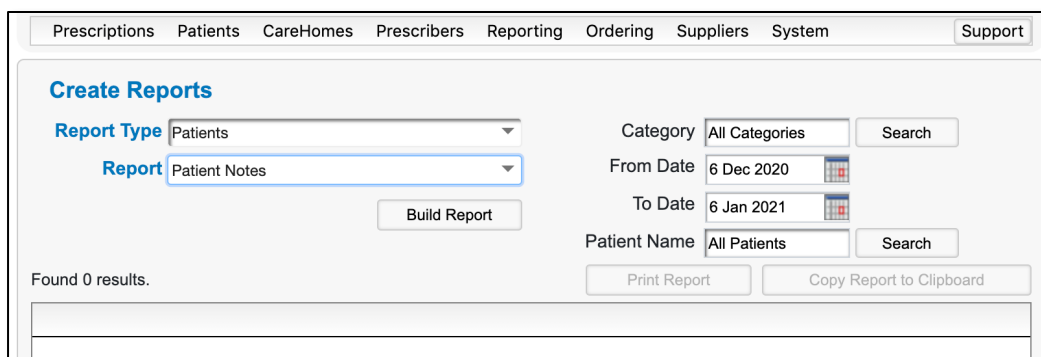 Prescriptions Patients CareHomes Prescribers Reporting Ordering Suppliers System Support
Create Reports
Report Type Patients
Category All Categories Search
Report Patient Notes
From Date 6 Dec 2020
To Date 6 Jan 2021
Build Report
Patient Name All Patients Search
Found 0 results.
Print Report Copy Report to Clipboard